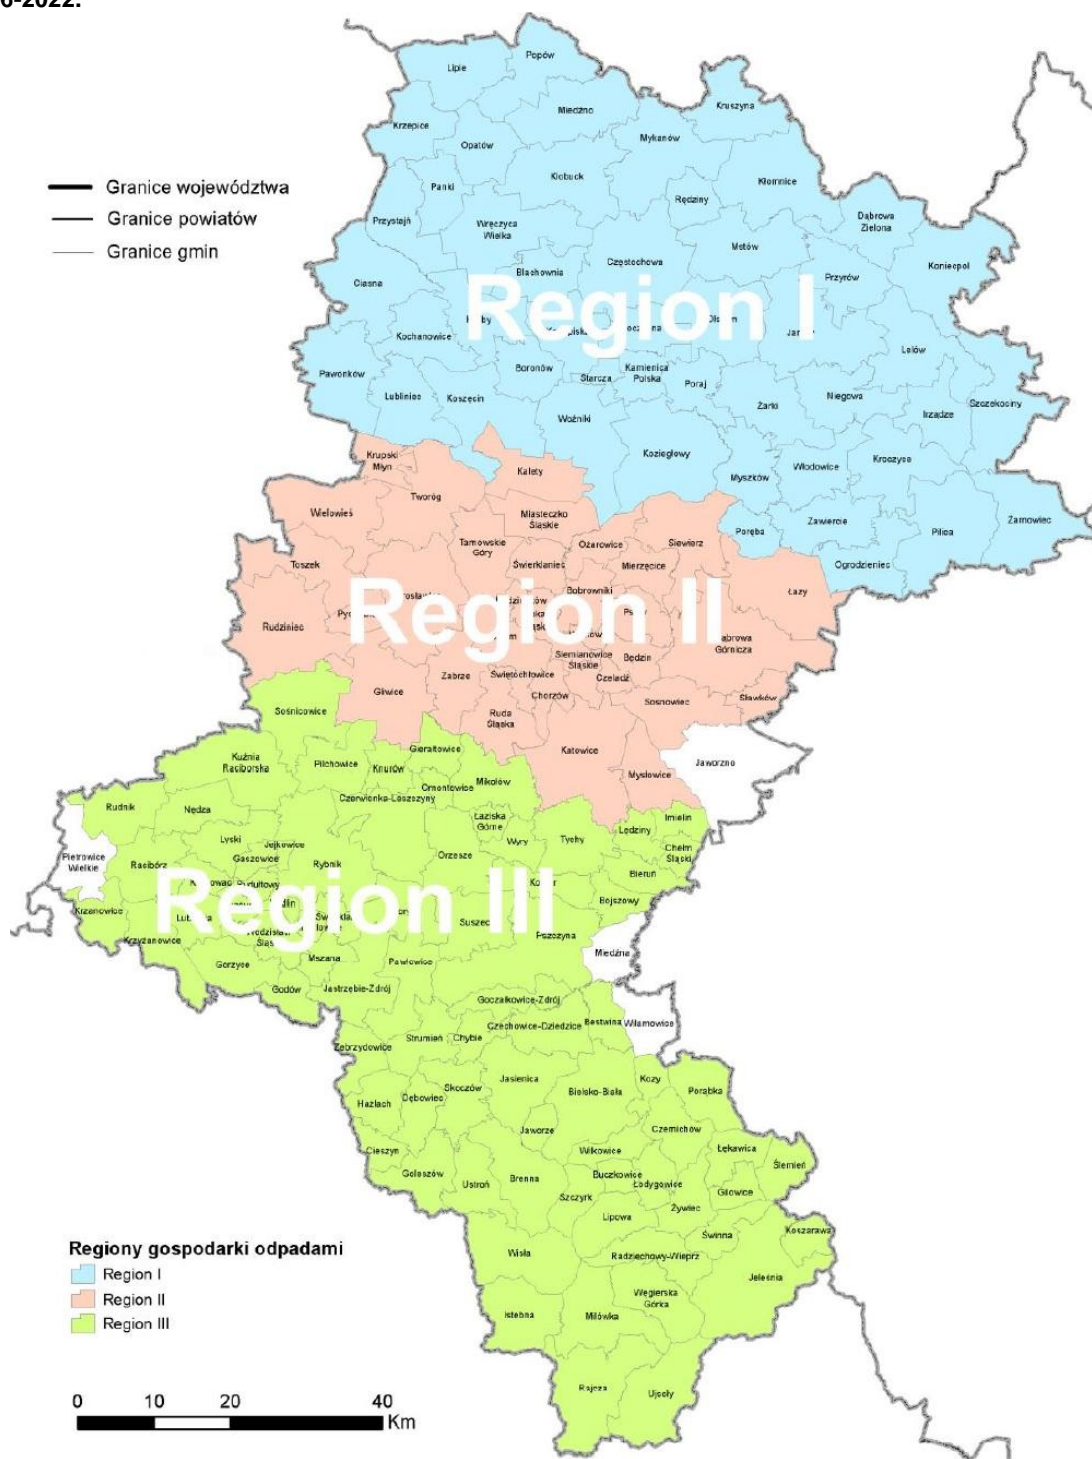 6-2022.
Popów
Lipie
Kruszyna
Miedźno
Krzepice
Mykanów
Opatów
Kłobuck
Kłomnice
Granice województwa
Panki
Rędziny
Granice powiatów
Przystajń
Dąbrowa
Zielona
Wręczyca
Wielka
Granice gmin
Mstów
Częstochowa
Koniecpol
Blachownia
Przyrów
Ciasna
Region I
Kochanowice
Lelów
Boronów
Kamienica
Polska
Pawonków
Starcza
Poraj
Lubliniec
Koszęcin
Niegowa
Szczekociny
Żarki
Irządze
Woźniki
Koziegłowy
Kroczyce
Krupski
Młyn
Włodowice
Kalety
Myszków
Tworóg
Wielowieś
Miasteczko
Śląskie
Żarnowiec
Zawiercie
Poręba
Pilica
Tarnowskie
Góry
Ożarowice
Siewierz
Toszek
Świerklaniec
Mierzęcice
Ogrodzieniec
Bobrowniki
Łazy
Region II
Rudziniec
Siemianowice
Śląskie
Będzin
Górnicza
Zabrze
Świętochłowice
Czeladź
Gliwice
Chorzów
Sosnowiec
Sławków
Sośnicowice
Ruda
Śląska
Gierałtowice
Katowice
Kuźnia
Raciborska
Pilchowice
Knurów
Jaworzno
Mysłowice
Ornontowice
Mikołów
Czerwionka-Leszczyny
Rudnik
Nędza
Łaziska
Górne
Imielin
Lędziny
Lyski
Jejkowice
Wyry
Tychy
Chełm
Śląski
Pietrowice
Wielkie
Gaszowice
Rybnik
Orzesze
Racibórz
Bieruń
Region III
Bojszowy
Krzanowice
Suszec
Pszczyna
Krzyżanowice
Miedźna
Mszana
Pawłowice
Gorzyce
Godów
Jastrzębie-Zdrój
Goczałkowice-Zdrój
Bestwina
Wilamowice
Czechowice-Dziedzice
Strumień
Chybie
Zebrzydowice
Jasienica
Kozy
Skoczów
Bielsko-Biała
Porąbka
Hażlach
Dębowiec
Jaworze
Czernichów
Cieszyn
Wilkowice
Łękawica
Ślemień
Goleszów
Brenna
Buczkowice
Ustroń
Łodygowice
Gilowice
Szczyrk
Żywiec
Lipowa
Koszarawa
Świnna
Regiony gospodarki odpadami
Wisła
Radziechowy-Wieprz
Region I
Jeleśnia
Region II
Węgierska
Górka
Istebna
Milówka
Region III
Rajcza
Ujsoły
0 10 20 40
Km